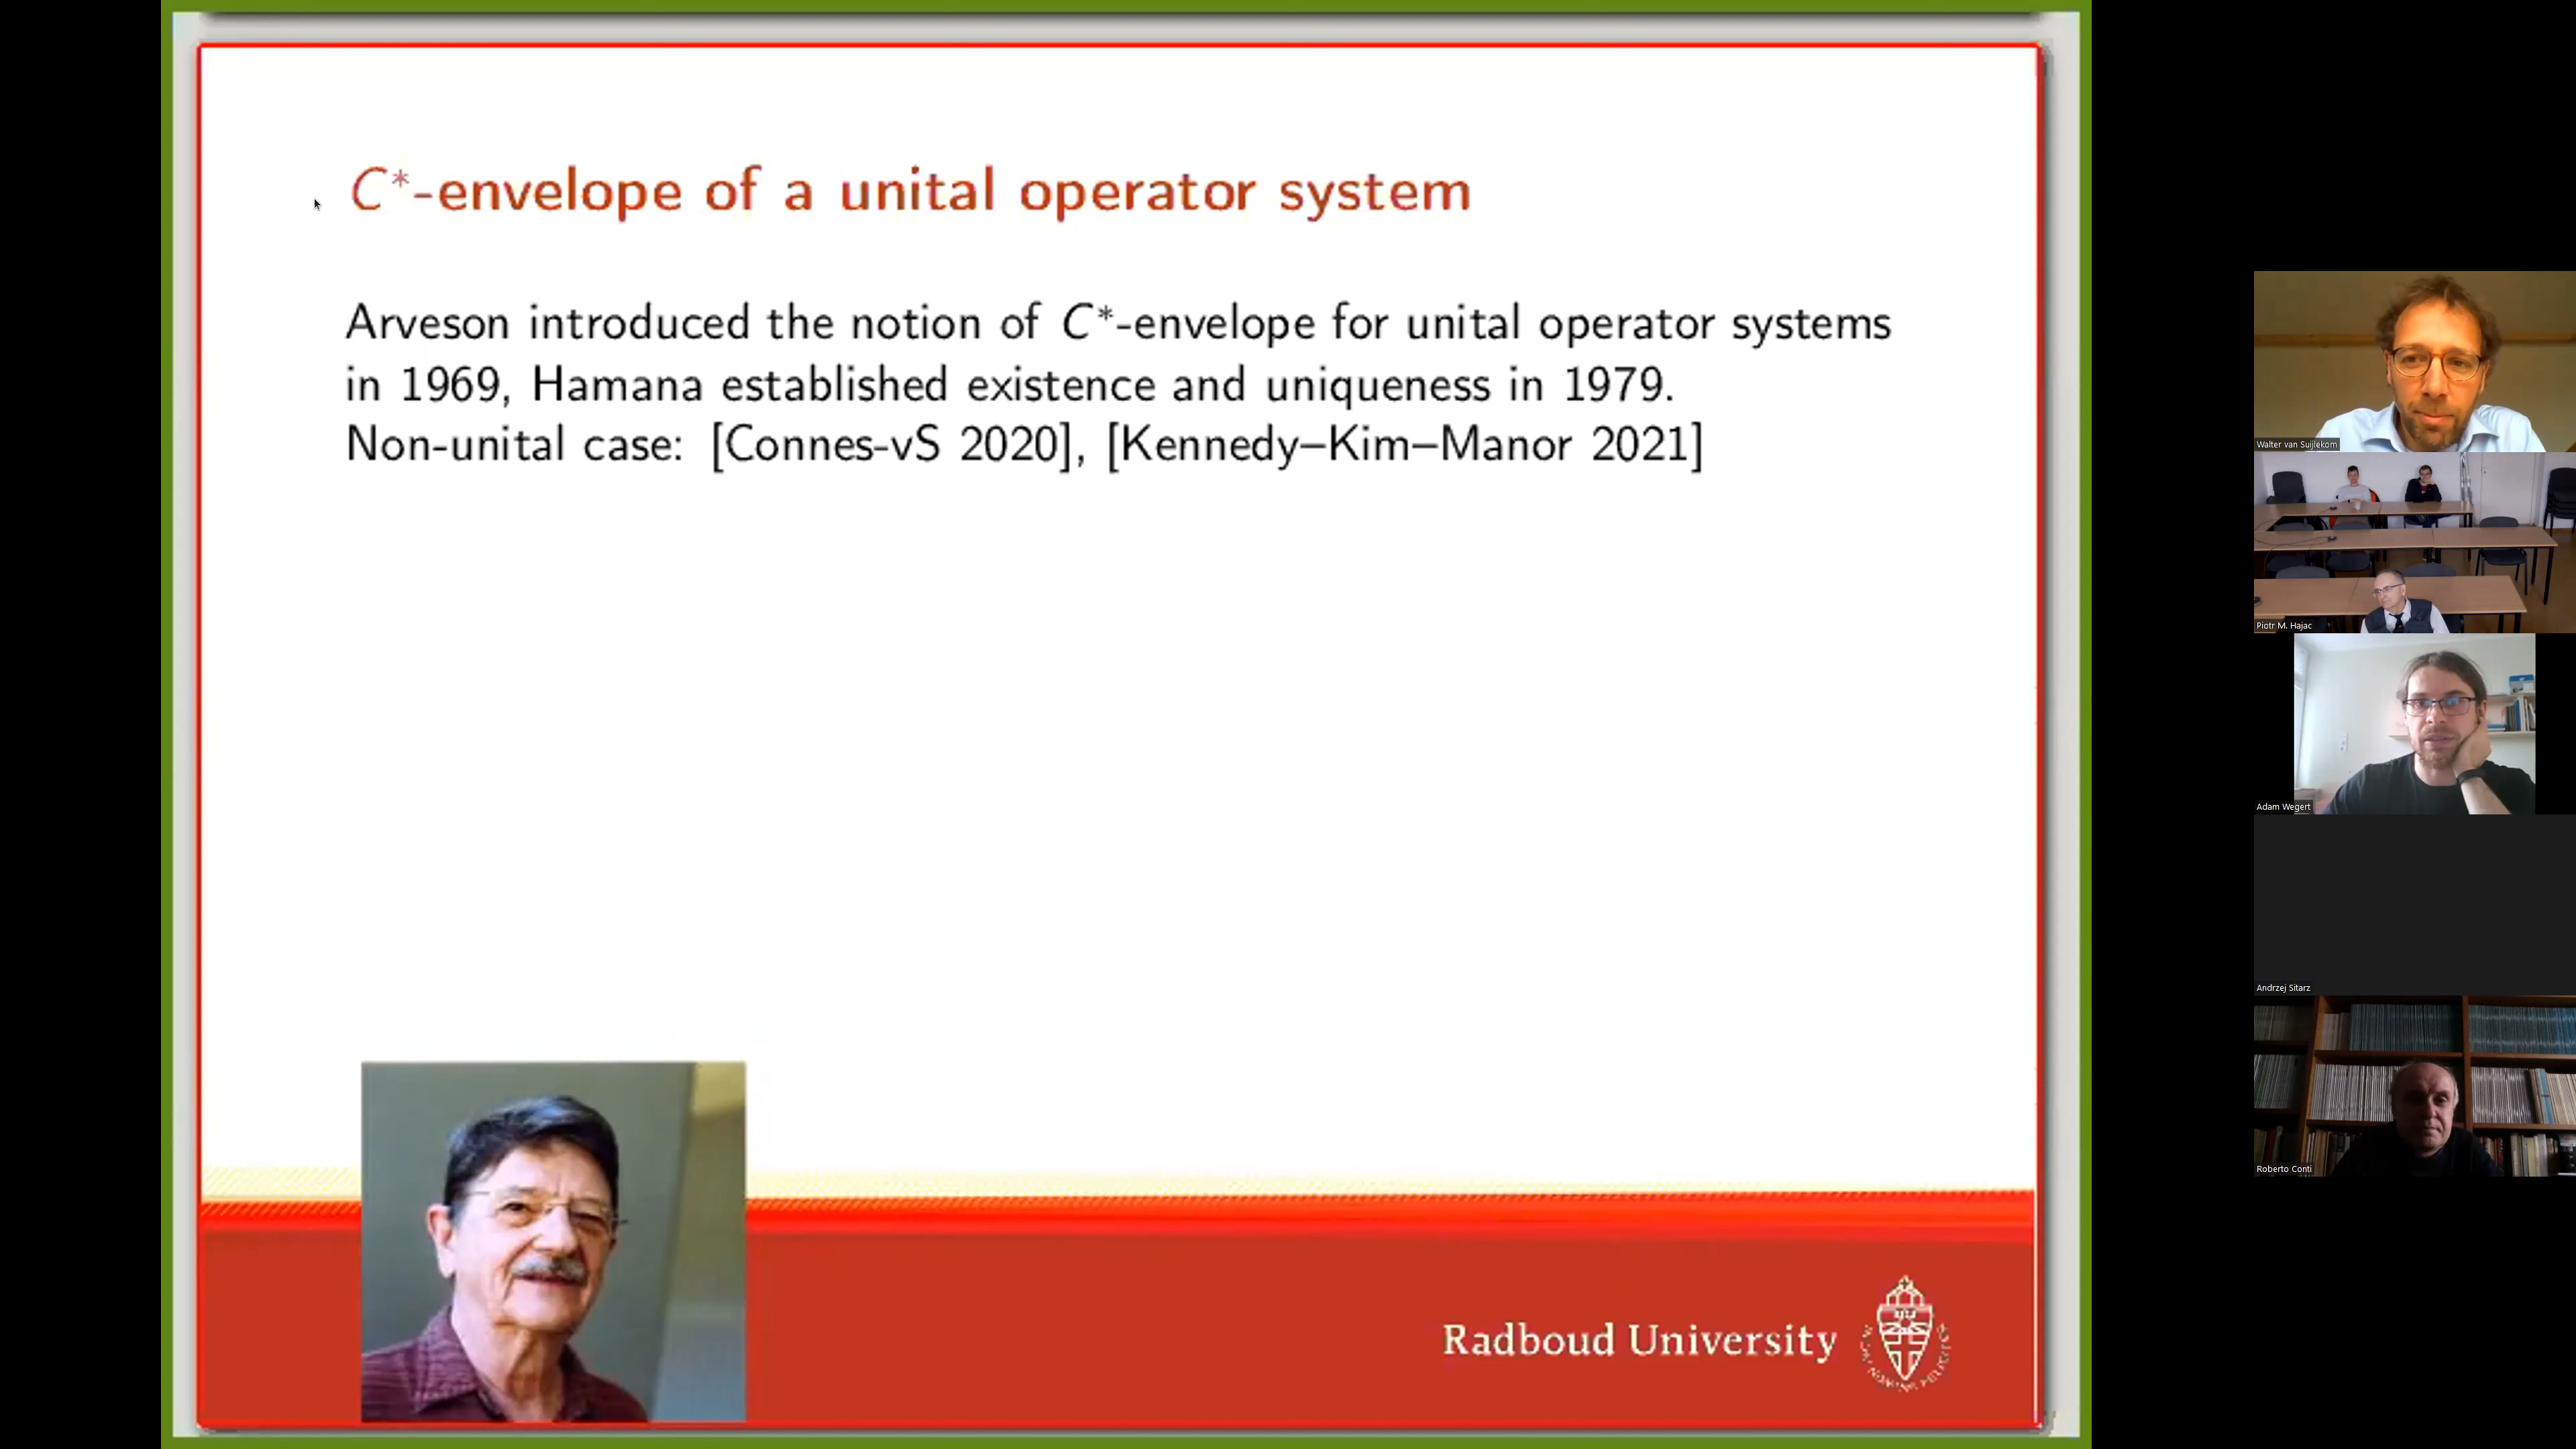 C*-envelope of a unital operator system
Arveson introduced the notion of C*-envelope for unital operator systems
in 1969, Hamana established existence and uniqueness in 1979.
Non-unital case: [Connes-vS 2020], [Kennedy–Kim–Manor 2021]
Radboud University
Walter van Suijlekom
Piotr M. Hajac
Adam Wegert
Andrzej Sitarz
Roberto Conti